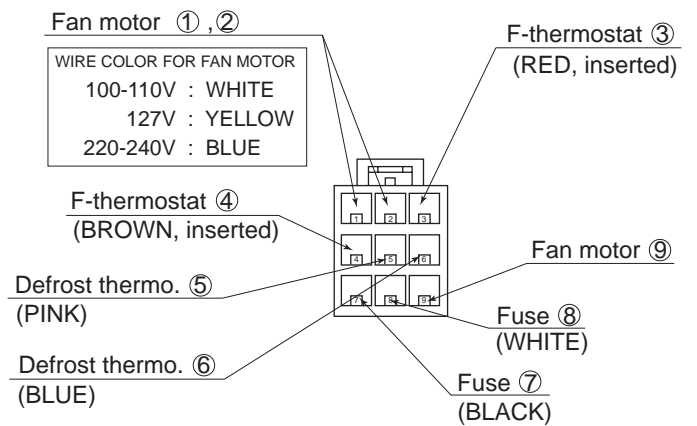 Fan motor ① , ②
WIRE COLOR FOR FAN MOTOR
100-110V : WHITE
127V : YELLOW
220-240V : BLUE
F-thermostat ③
(RED, inserted)
F-thermostat ④
(BROWN, inserted)
Defrost thermo. ⑤
(PINK)
Defrost thermo. ⑥
(BLUE)
1 2 3
4 5 6
7 8 9
Fan motor ⑨
Fuse ⑧
(WHITE)
Fuse ⑦
(BLACK)